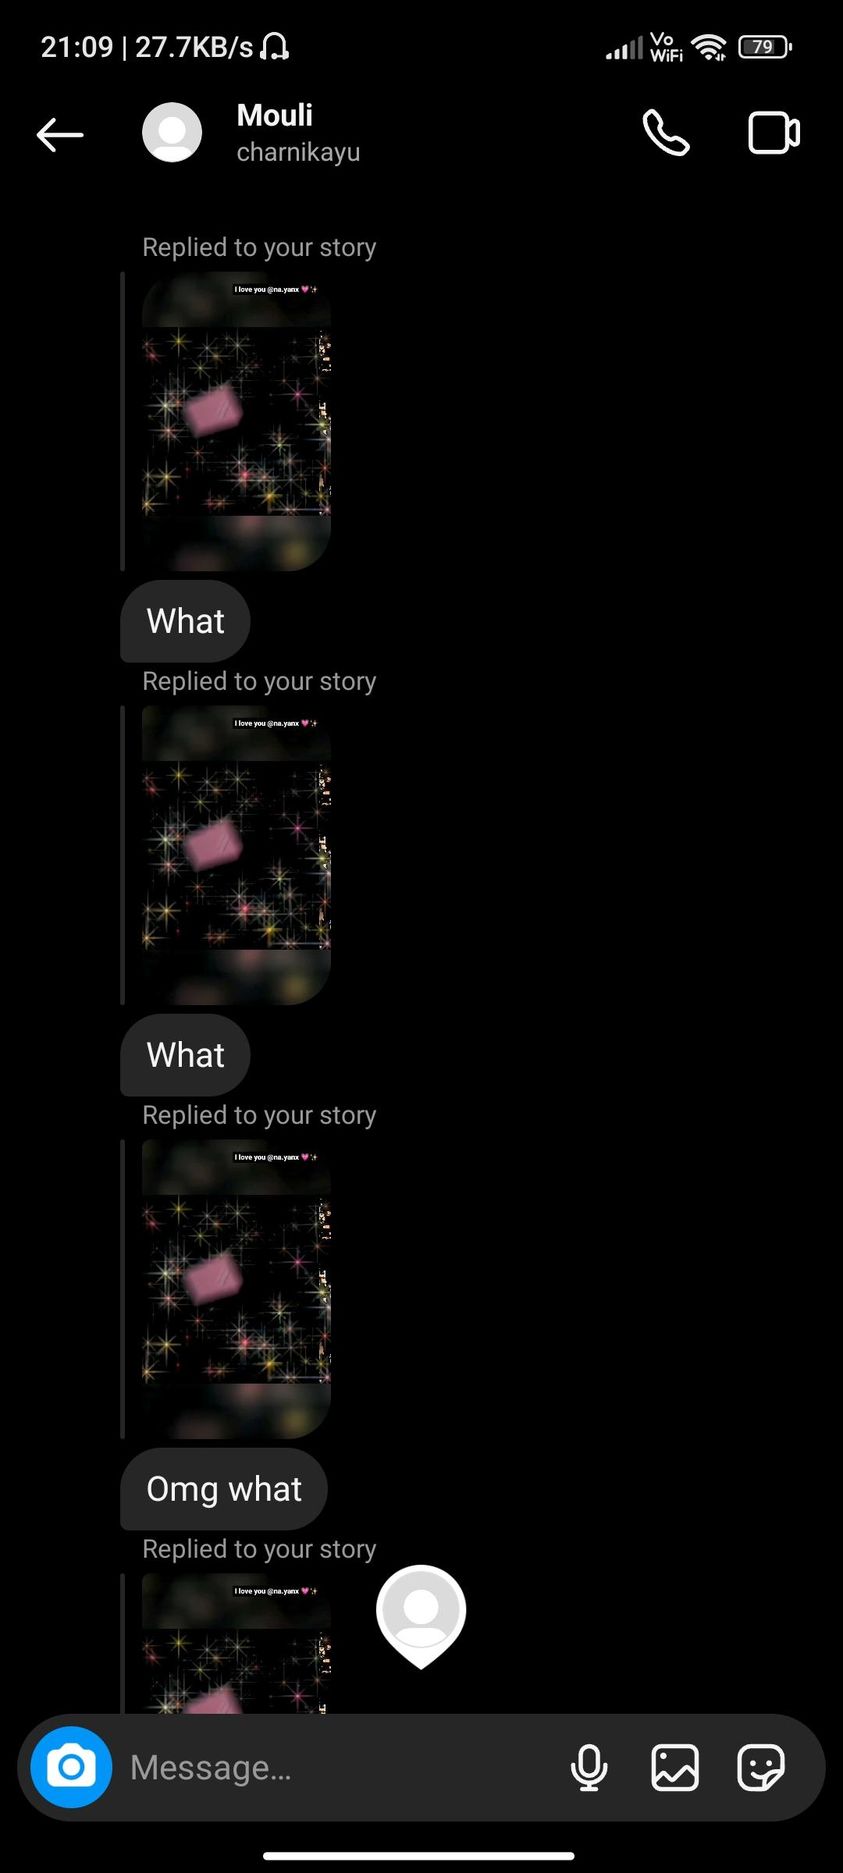 21:09 | 27.7KB/s
Vo
WiFi
79
Mouli
charnikayu
Replied to your story
I love you @na.yanx 💗✨
What
Replied to your story
I love you @na.yanx 💗✨
What
Replied to your story
I love you @na.yanx 💗✨
Omg what
Replied to your story
I love you @na.yanx 💗✨
Message...